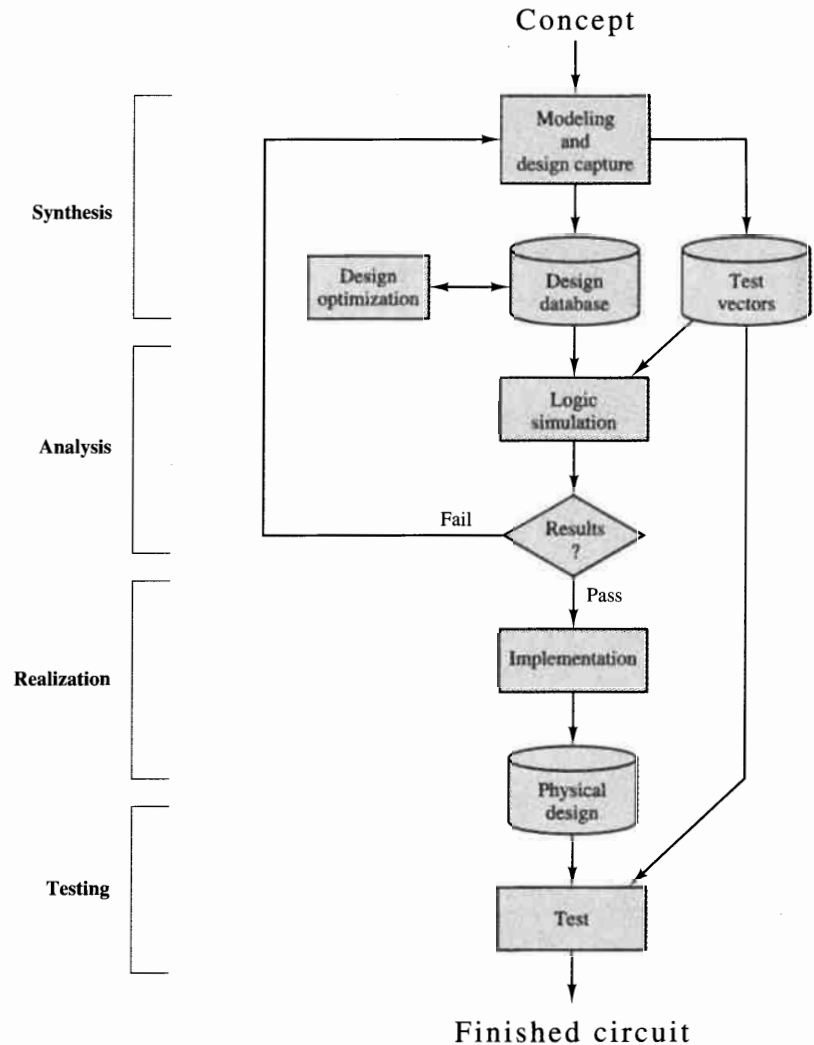 Concept
Modeling
and
design capture
Synthesis
Design
optimization
Design
database
Test
vectors
Logic
simulation
Analysis
Fail
Results
?
Pass
Implementation
Realization
Physical
design
Testing
Test
Finished circuit